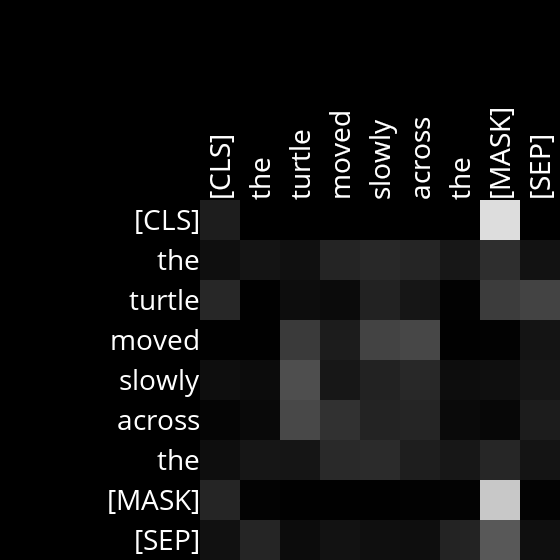 [CLS] the turtle moved slowly across the [MASK] [SEP]
[CLS]
the
turtle
moved
slowly
across
the
[MASK]
[SEP]